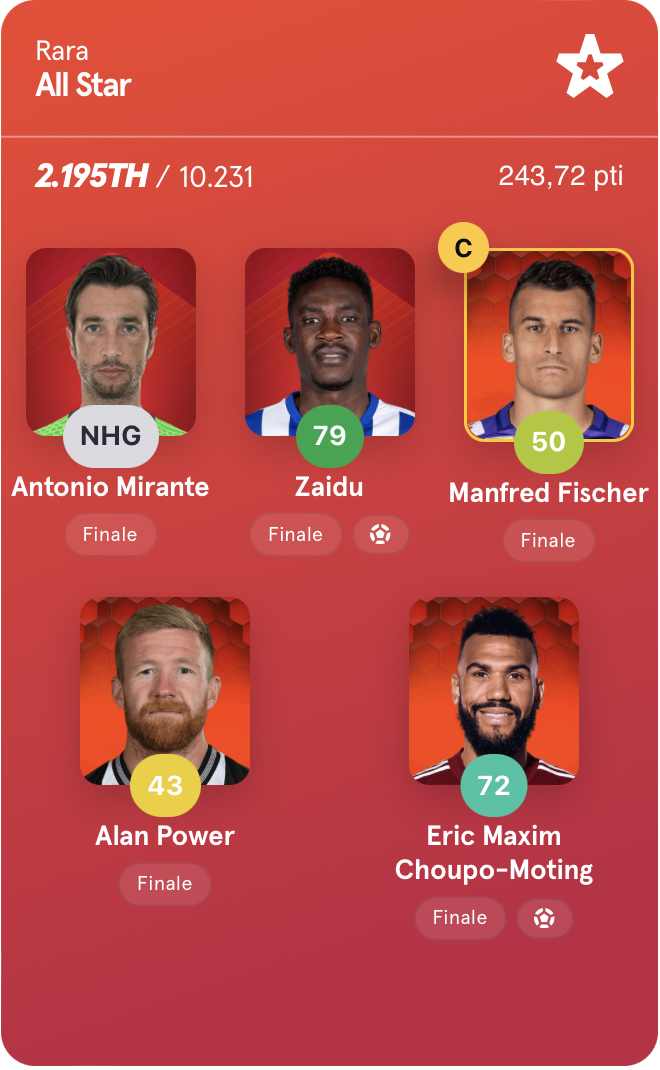 Rara
All Star
2.195TH / 10.231
243,72 pti
C
NHG
79
50
Antonio Mirante
Zaidu
Manfred Fischer
Finale
Finale
Finale
43
72
Alan Power
Eric Maxim
Choupo-Moting
Finale
Finale